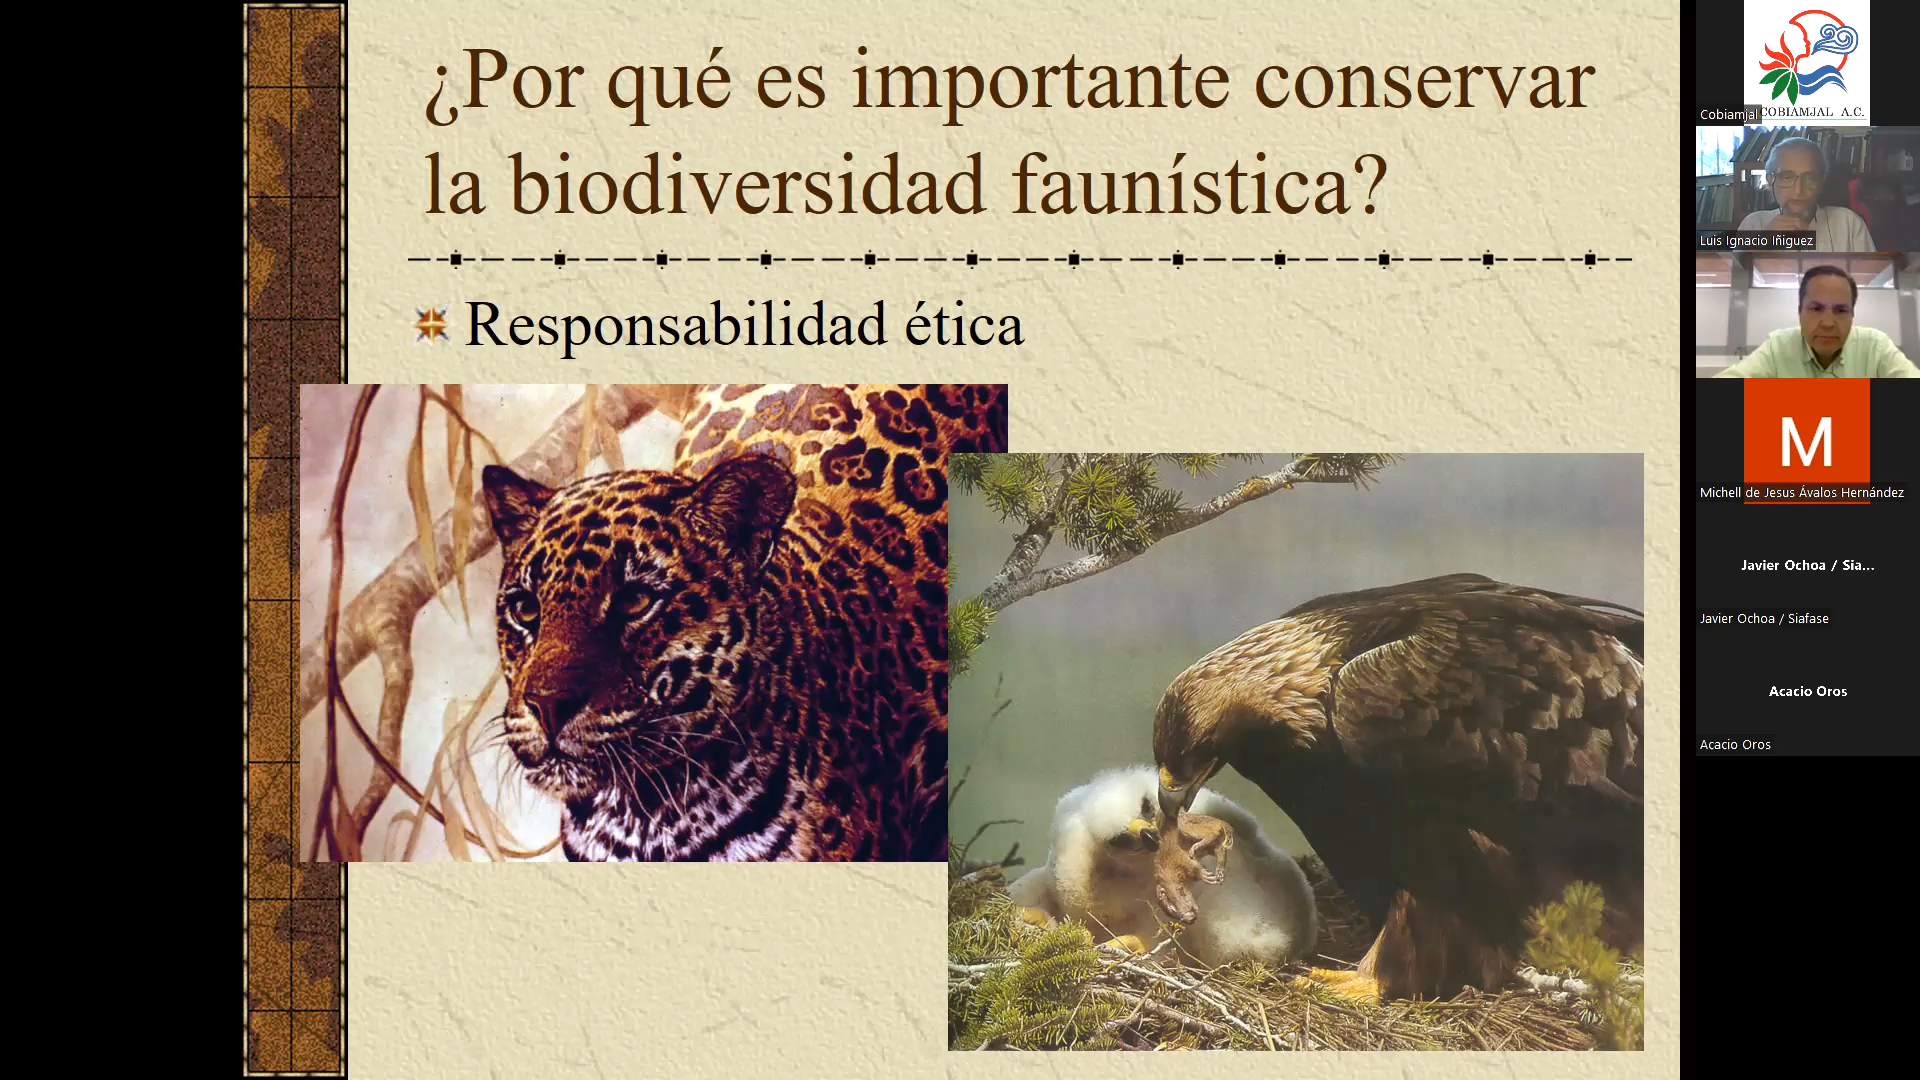 ¿Por qué es importante conservar
la biodiversidad faunística?
Responsabilidad ética
COBIAMJAL A.C.
Cobiamjal
Luis Ignacio Iñiguez
M
Michell de Jesus Ávalos Hernández
Javier Ochoa / Sia...
Javier Ochoa / Siafase
Acacio Oros
Acacio Oros